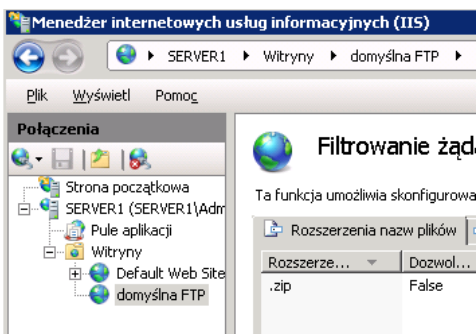 Menedżer internetowych usług informacyjnych (IIS)
SERVER1 Witryny domyślna FTP
Plik Wyświetl Pomoc
Połączenia
Strona początkowa
SERVER1 (SERVER1\Adm
Pule aplikacji
Witryny
Default Web Site
domyślna FTP
Filtrowanie żąda
Ta funkcja umożliwia skonfigurowa
Rozszerzenia nazw plików
Rozszerze... Dozwol...
.zip False